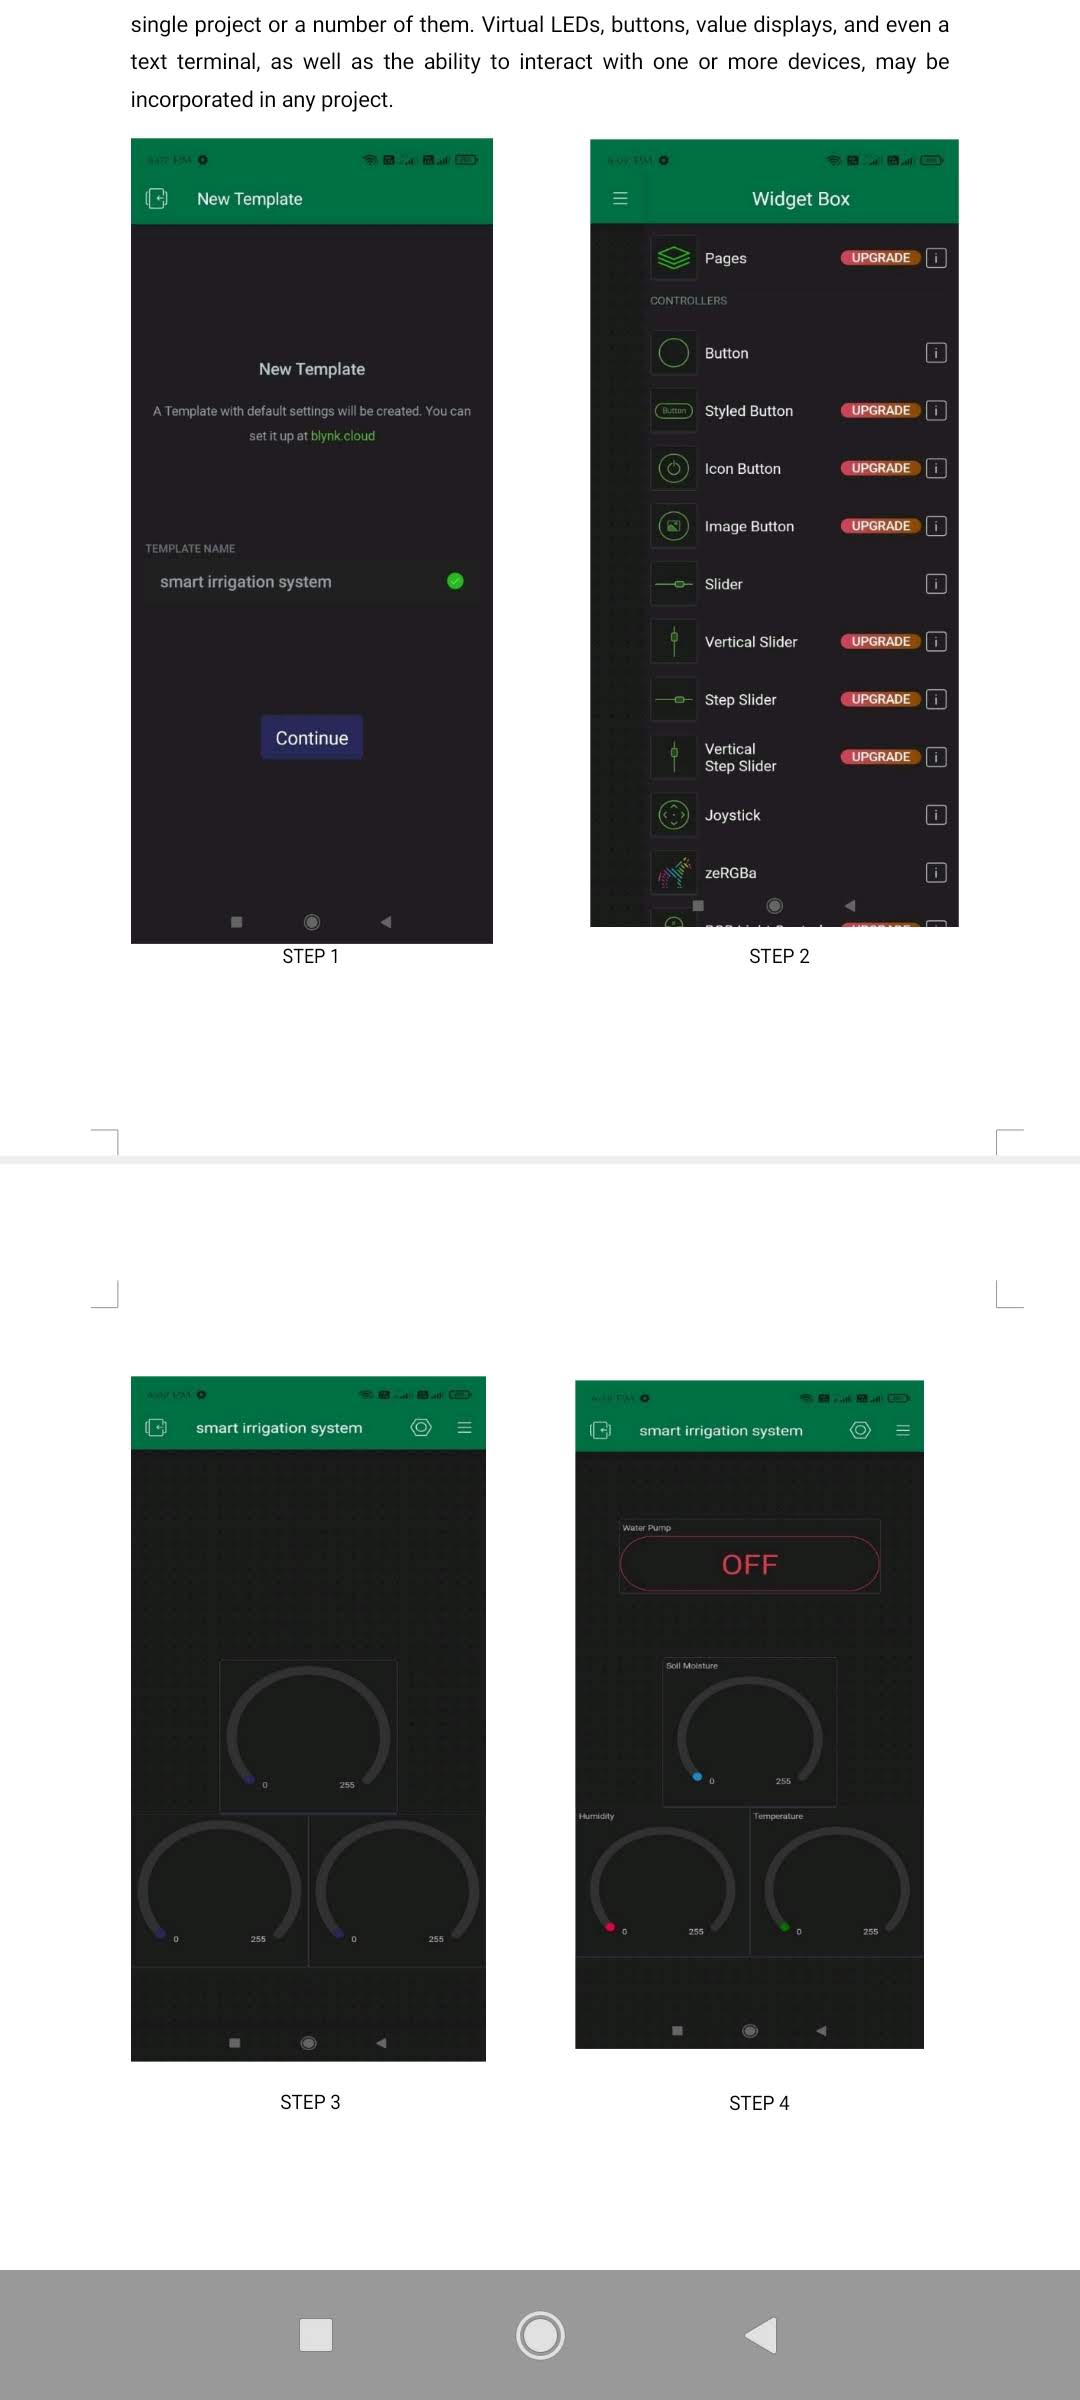 single project or a number of them. Virtual LEDs, buttons, value displays, and even a
text terminal, as well as the ability to interact with one or more devices, may be
incorporated in any project.
New Template
New Template
A Template with default settings will be created. You can
set it up at blynk.cloud
TEMPLATE NAME
smart irrigation system
Continue
STEP 1
Widget Box
Pages UPGRADE
CONTROLLERS
Button
Button Styled Button UPGRADE
Icon Button UPGRADE
Image Button UPGRADE
Slider
Vertical Slider UPGRADE
Step Slider UPGRADE
Vertical
Step Slider UPGRADE
Joystick
zeRGBa
STEP 2
smart irrigation system
0 255
0 255
0 255
STEP 3
smart irrigation system
Water Pump
OFF
Soil Moisture
0 255
Humidity
0 255
Temperature
0 255
STEP 4